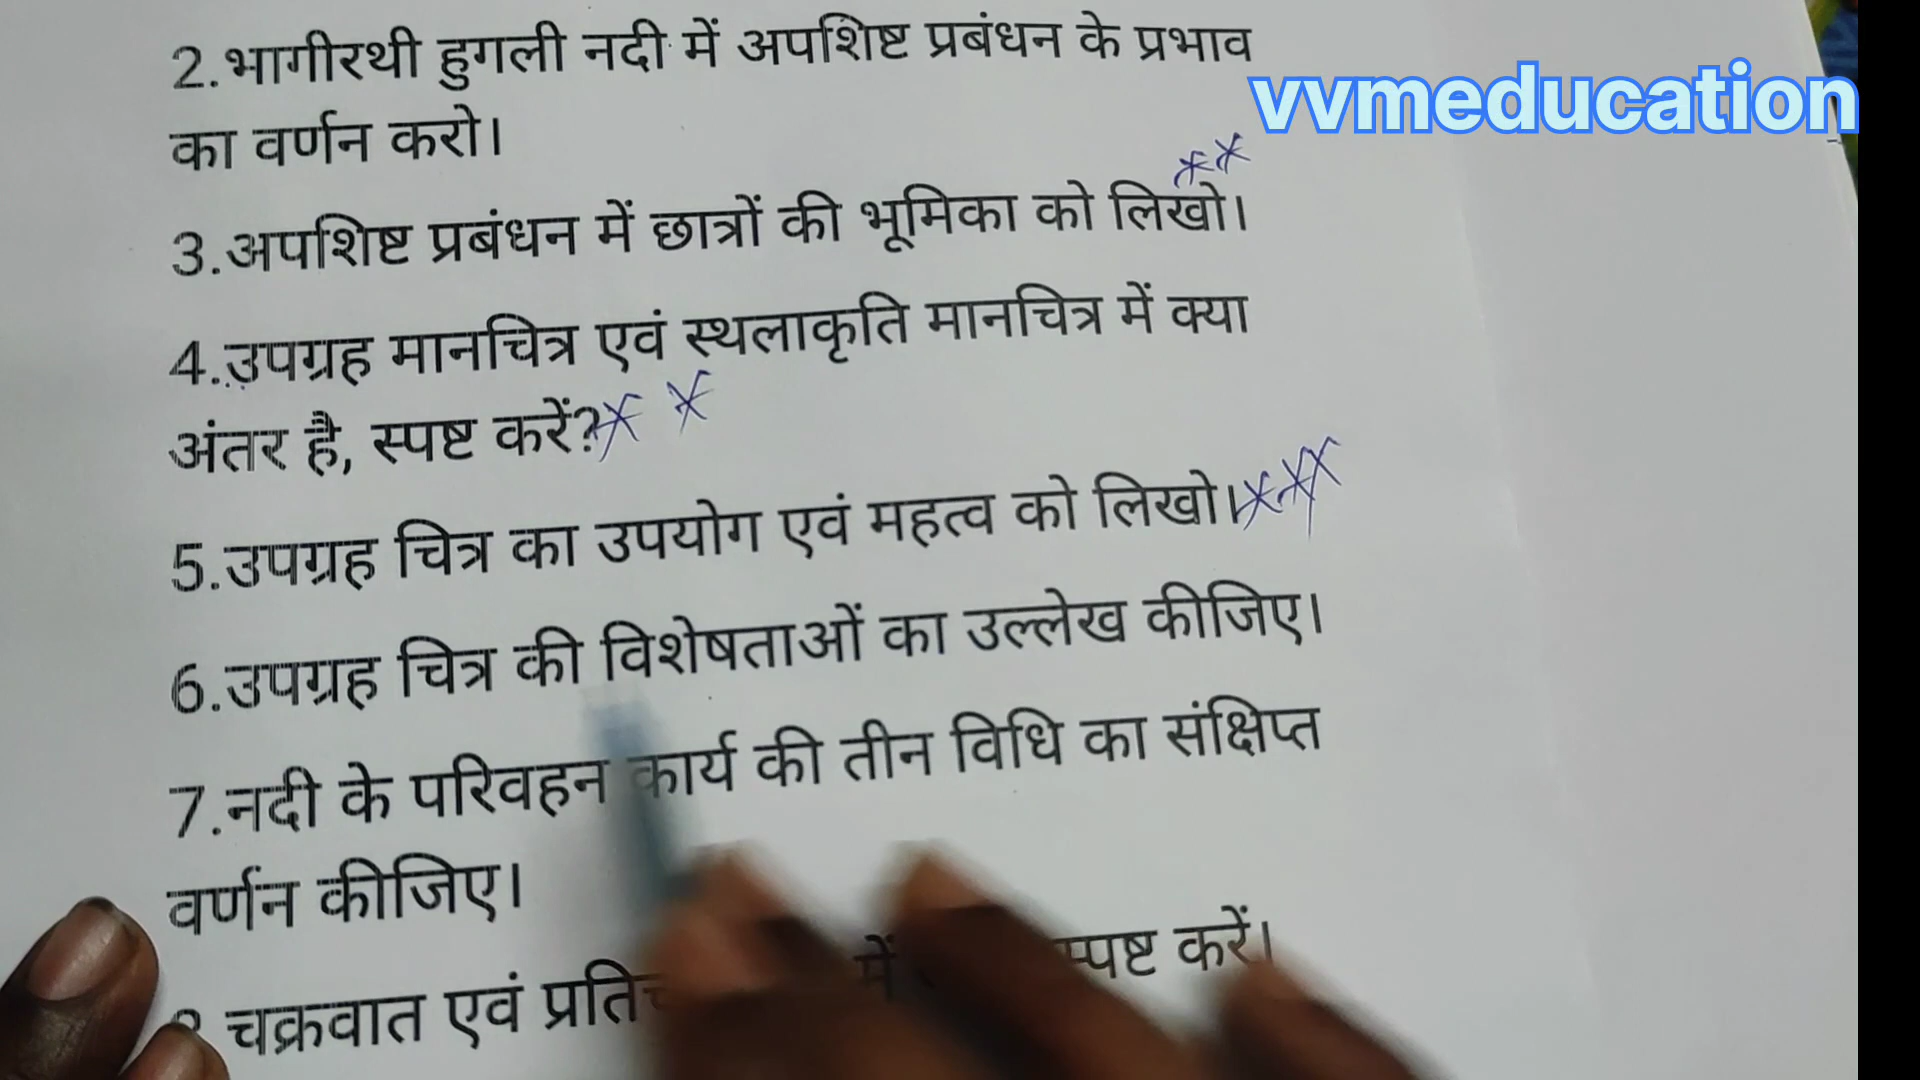 2.भागीरथी हुगली नदी में अपशिष्ट प्रबंधन के प्रभाव
vvmeducation
का वर्णन करो।
3.अपशिष्ट प्रबंधन में छात्रों की भूमिका को लिखो।
4.उपग्रह मानचित्र एवं स्थलाकृति मानचित्र में क्या
अंतर है, स्पष्ट करें?
5.उपग्रह चित्र का उपयोग एवं महत्व को लिखो।
6.उपग्रह चित्र की विशेषताओं का उल्लेख कीजिए।
7.नदी के परिवहन कार्य की तीन विधि का संक्षिप्त
वर्णन कीजिए।
चक्रवात एवं में करें।